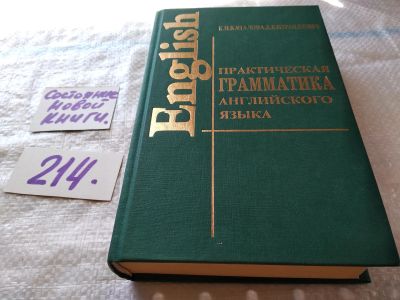 Состояние
новой
книги.
214.
English
ПРАКТИЧЕСКАЯ
ГРАММАТИКА
АНГЛИЙСКОГО
ЯЗЫКА